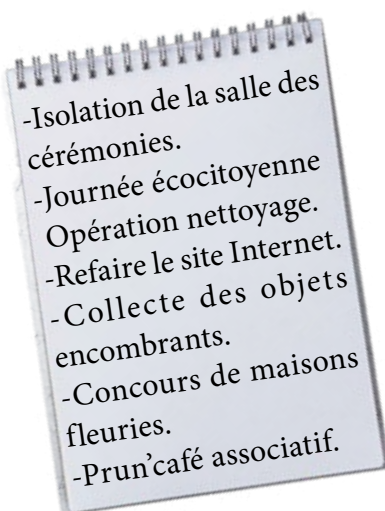 -Isolation de la salle des
cérémonies.
-Journée écocitoyenne
Opération nettoyage.
-Refaire le site Internet.
-Collecte des objets
encombrants.
-Concours de maisons
fleuries.
-Prun’café associatif.